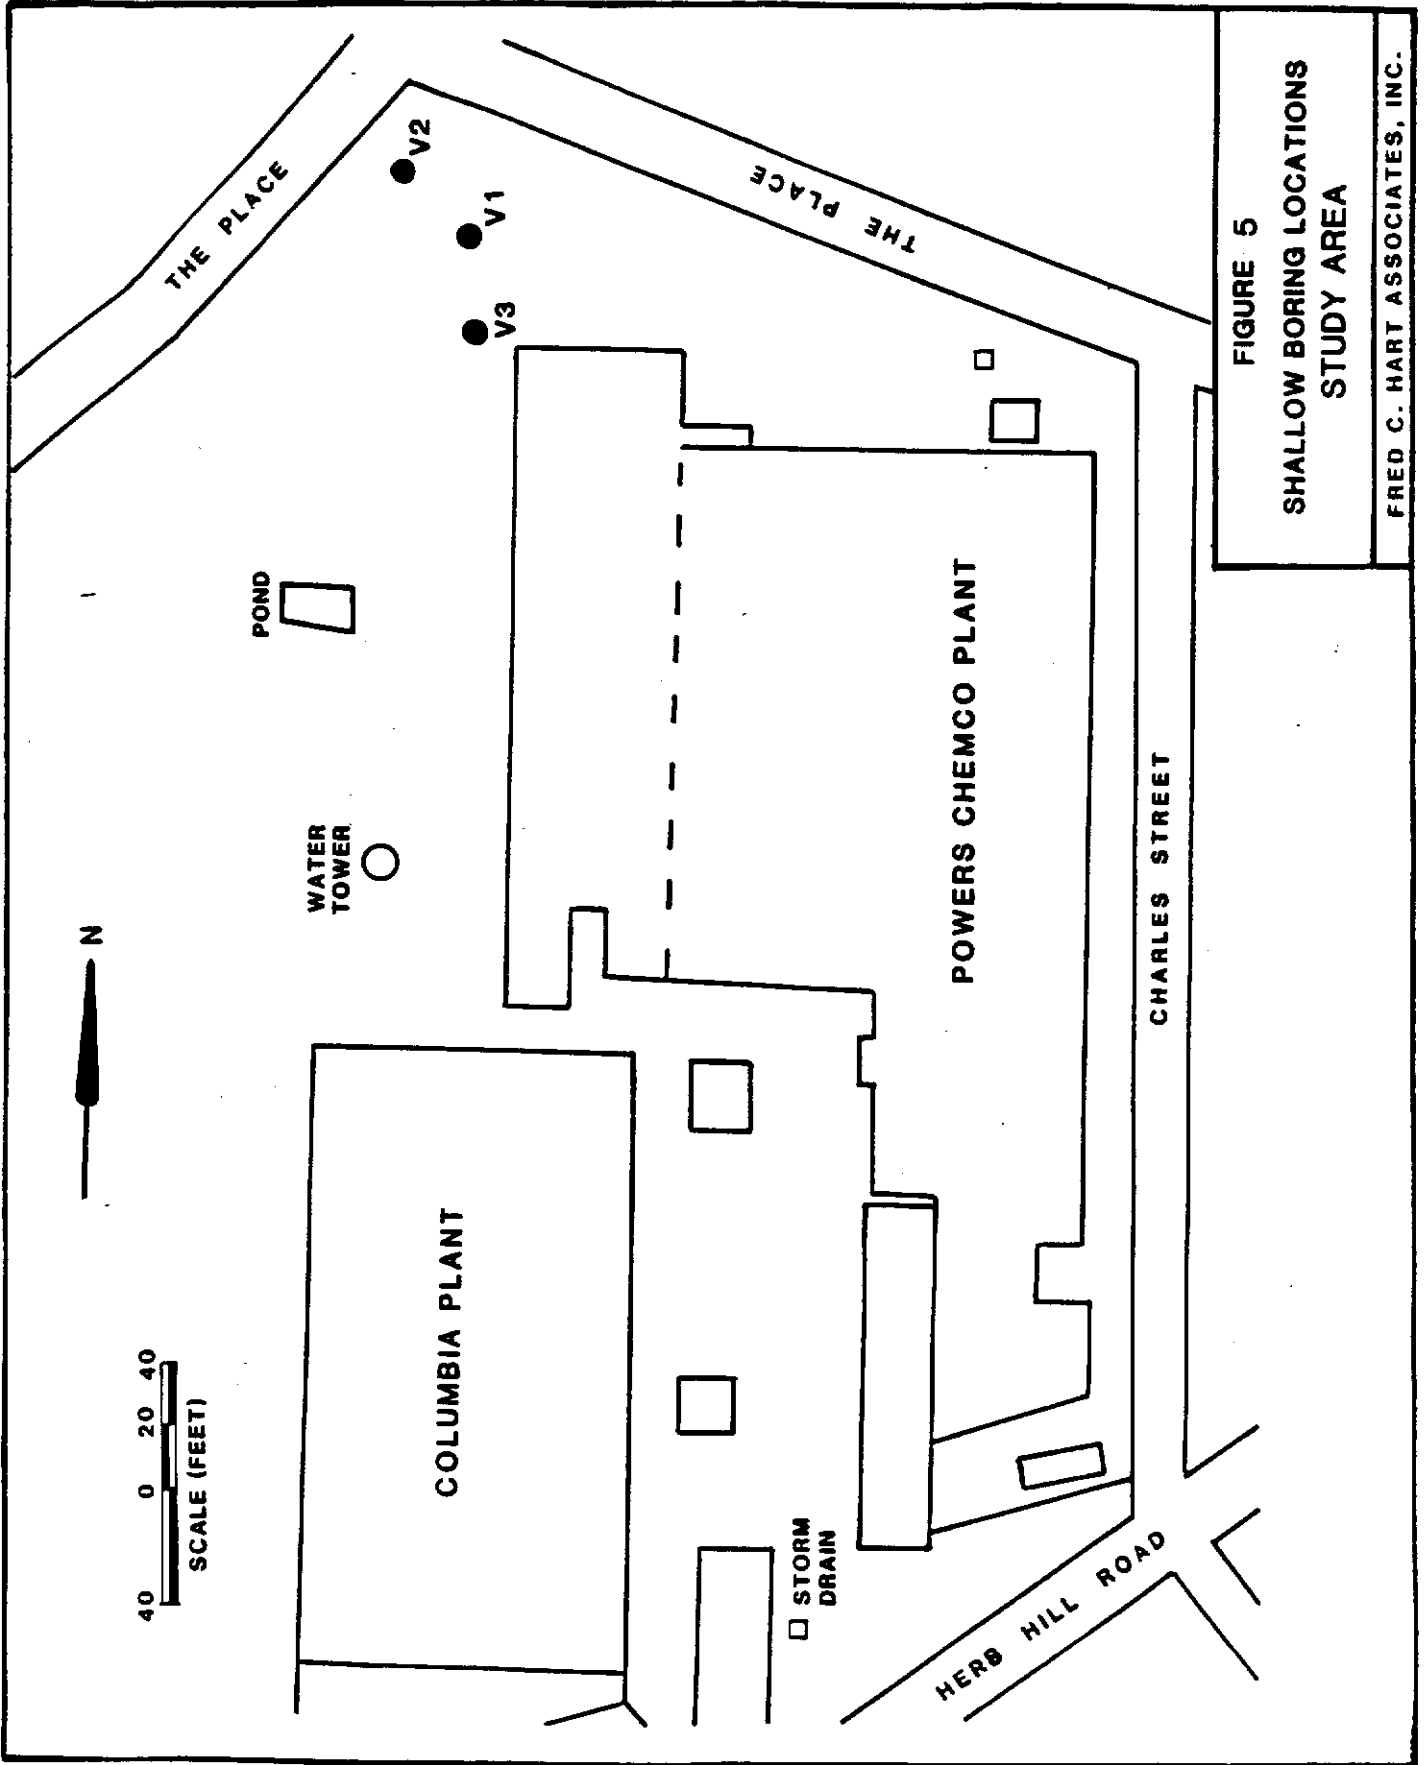 THE PLACE
V2
V1
V3
THE PLACE
POND
WATER
TOWER
N
POWERS CHEMCO PLANT
CHARLES STREET
COLUMBIA PLANT
40 0 20 40
SCALE (FEET)
STORM
DRAIN
HERB HILL ROAD
FIGURE 5
SHALLOW BORING LOCATIONS
STUDY AREA
FRED C. HART ASSOCIATES, INC.